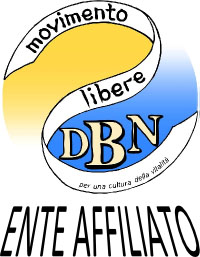 movimento
libere
DBN
per una cultura della vitalità
ENTE AFFILIATO